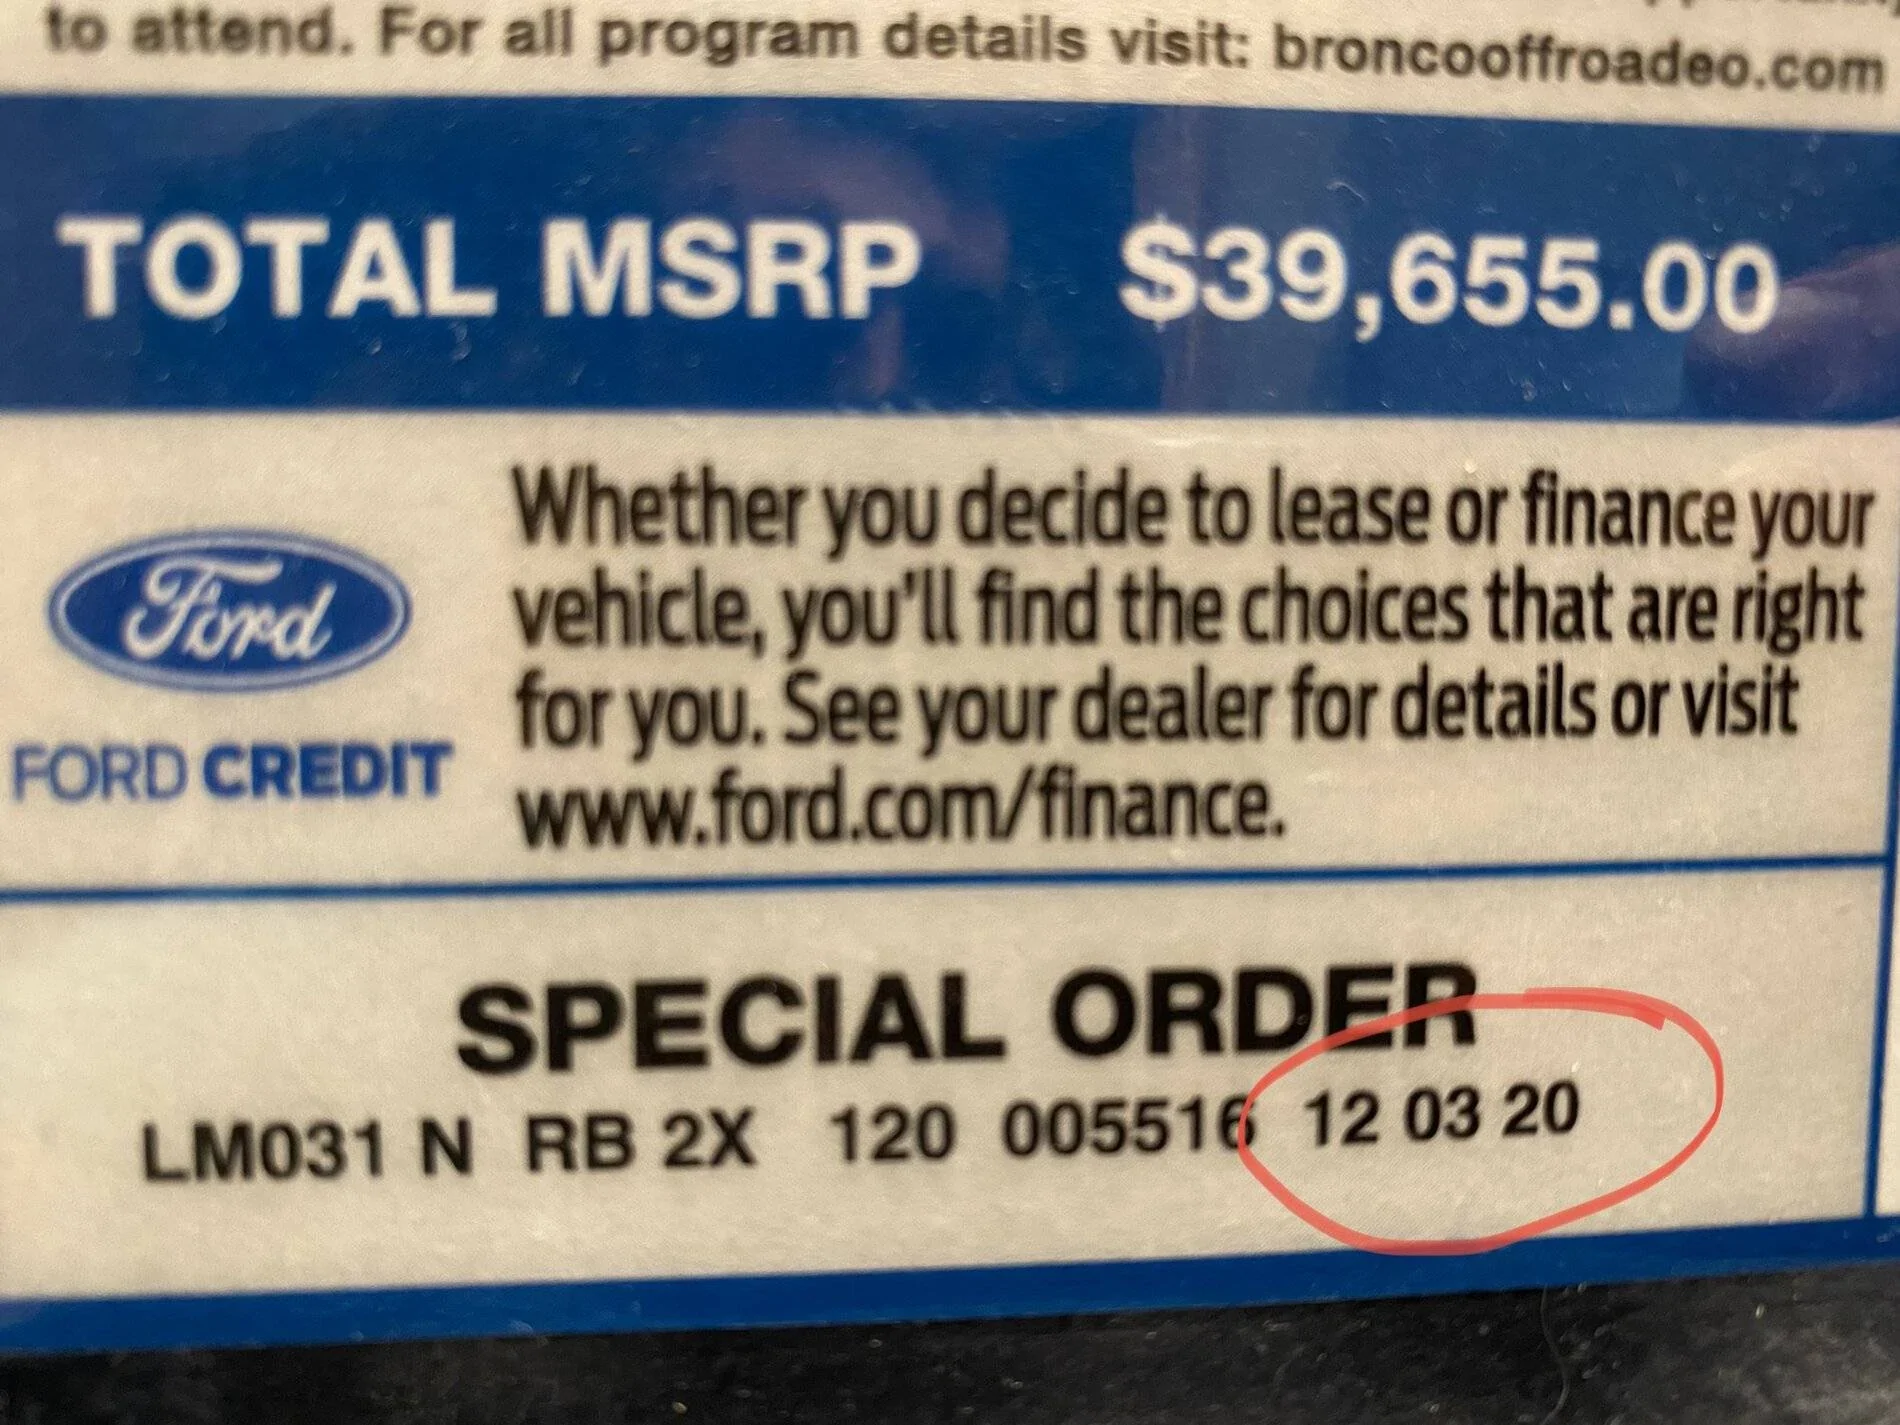 to attend. For all program details visit: broncooffroadeo.com
TOTAL MSRP $39,655.00
Whether you decide to lease or finance your
vehicle, you'll find the choices that are right
for you. See your dealer for details or visit
www.ford.com/finance.
Ford
FORD CREDIT
SPECIAL ORDER
LM031 N RB 2X 120 005516 12 03 20